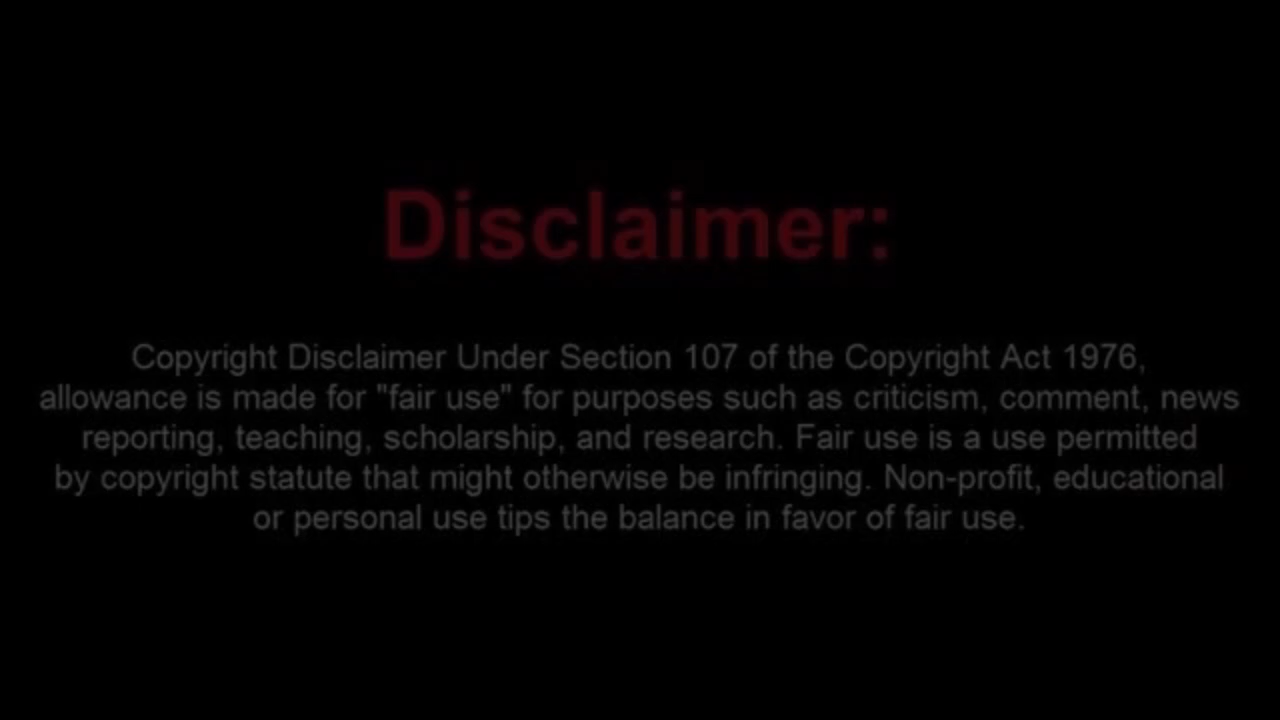 Disclaimer:
Copyright Disclaimer Under Section 107 of the Copyright Act 1976,
allowance is made for "fair use" for purposes such as criticism, comment, news
reporting, teaching, scholarship, and research. Fair use is a use permitted
by copyright statute that might otherwise be infringing. Non-profit, educational
or personal use tips the balance in favor of fair use.